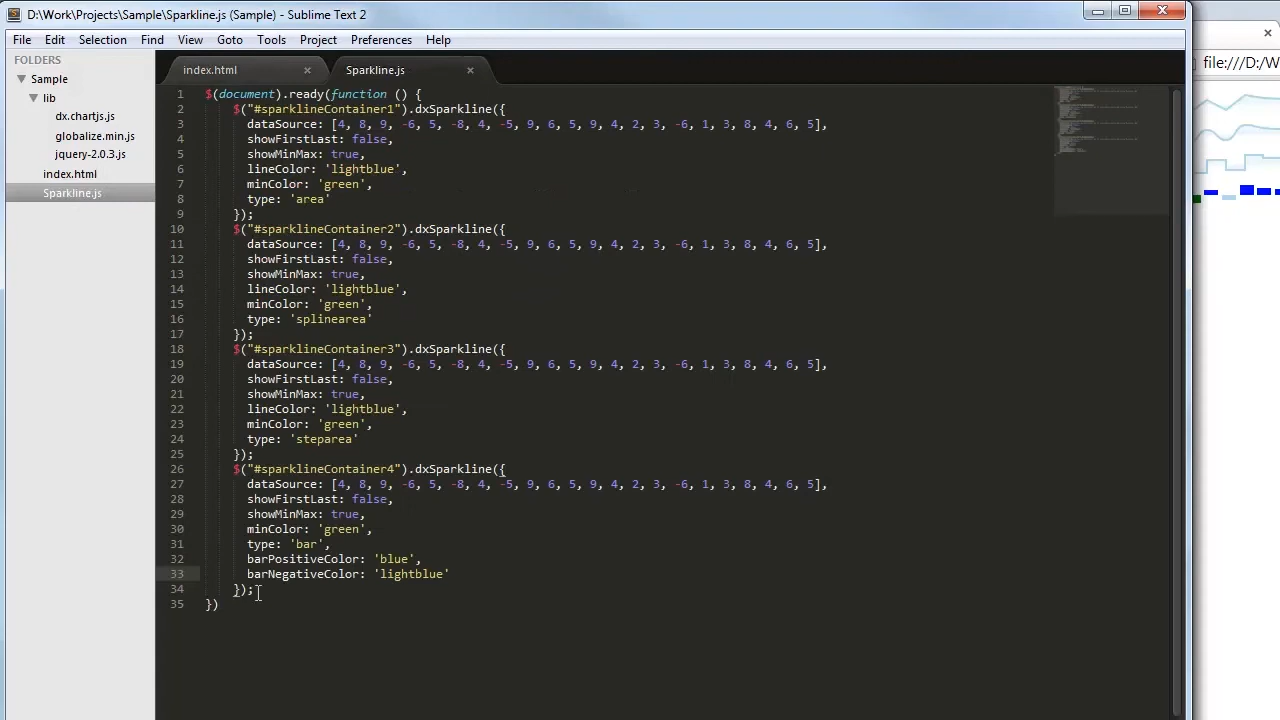 D:\Work\Projects\Sample\Sparkline.js (Sample) - Sublime Text 2
File Edit Selection Find View Goto Tools Project Preferences Help
FOLDERS
Sample
lib
dx.chartjs.js
globalize.min.js
jquery-2.0.3.js
index.html
Sparkline.js
index.html
Sparkline.js
1 $(document).ready(function () {
2 $("#sparklineContainer1").dxSparkline({
3 dataSource: [4, 8, 9, -6, 5, -8, 4, -5, 9, 6, 5, 9, 4, 2, 3, -6, 1, 3, 8, 4, 6, 5],
4 showFirstLast: false,
5 showMinMax: true,
6 lineColor: 'lightblue',
7 minColor: 'green',
8 type: 'area'
9 });
10 $("#sparklineContainer2").dxSparkline({
11 dataSource: [4, 8, 9, -6, 5, -8, 4, -5, 9, 6, 5, 9, 4, 2, 3, -6, 1, 3, 8, 4, 6, 5],
12 showFirstLast: false,
13 showMinMax: true,
14 lineColor: 'lightblue',
15 minColor: 'green',
16 type: 'splinearea'
17 });
18 $("#sparklineContainer3").dxSparkline({
19 dataSource: [4, 8, 9, -6, 5, -8, 4, -5, 9, 6, 5, 9, 4, 2, 3, -6, 1, 3, 8, 4, 6, 5],
20 showFirstLast: false,
21 showMinMax: true,
22 lineColor: 'lightblue',
23 minColor: 'green',
24 type: 'steparea'
25 });
26 $("#sparklineContainer4").dxSparkline({
27 dataSource: [4, 8, 9, -6, 5, -8, 4, -5, 9, 6, 5, 9, 4, 2, 3, -6, 1, 3, 8, 4, 6, 5],
28 showFirstLast: false,
29 showMinMax: true,
30 minColor: 'green',
31 type: 'bar',
32 barPositiveColor: 'blue',
33 barNegativeColor: 'lightblue'
34 });
35 })
file:///D:/W